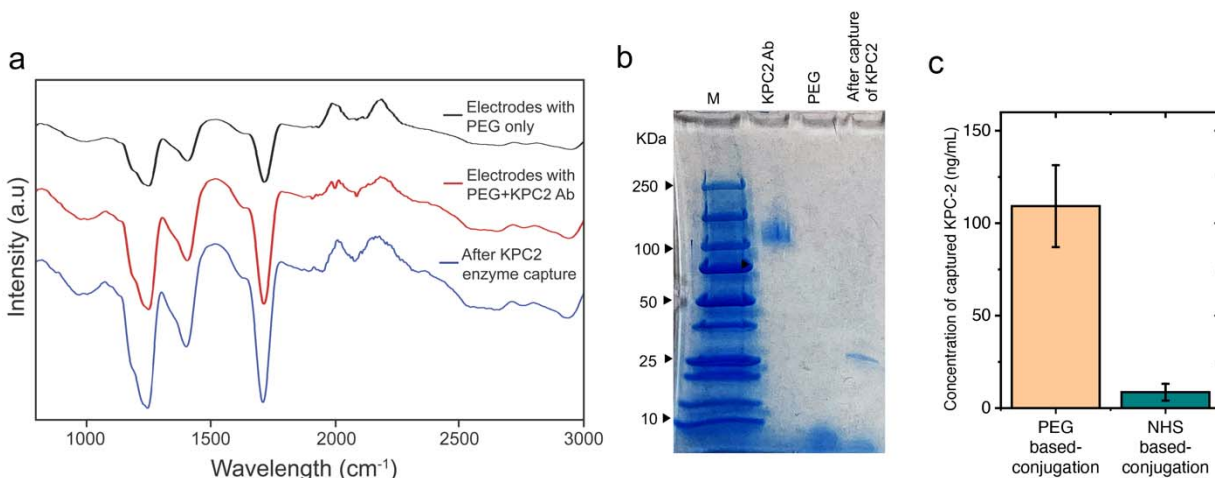 a
Intensity (a.u)
Electrodes with
PEG only
Electrodes with
PEG+KPC2 Ab
After KPC2
enzyme capture
1000
1500
2000
2500
3000
Wavelength (cm⁻¹)
b
M
KPC2 Ab
PEG
After capture
of KPC2
KDa
250
100
50
25
10
c
Concentration of captured KPC-2 (ng/mL)
150
100
50
0
PEG
based-
conjugation
NHS
based-
conjugation